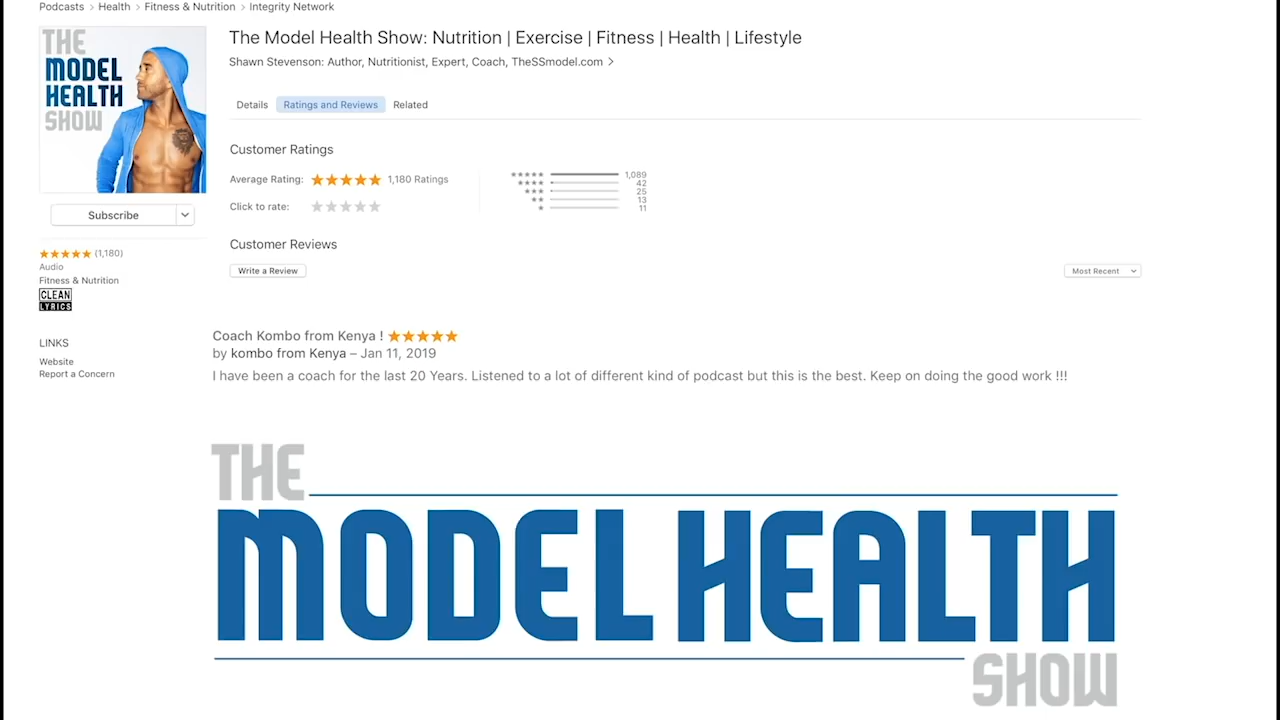 Podcasts > Health > Fitness & Nutrition > Integrity Network
THE
MODEL
HEALTH
SHOW
The Model Health Show: Nutrition | Exercise | Fitness | Health | Lifestyle
Shawn Stevenson: Author, Nutritionist, Expert, Coach, TheSSmodel.com >
Details Ratings and Reviews Related
Customer Ratings
Average Rating: ★★★★★ 1,180 Ratings
Click to rate: ★★★★★
★★★★★ 1,089
★★★★ 42
★★★ 25
★★ 13
★ 11
Subscribe
Customer Reviews
Write a Review
Most Recent
★★★★★ (1,180)
Audio
Fitness & Nutrition
CLEAN
LYRICS
LINKS
Website
Report a Concern
Coach Kombo from Kenya ! ★★★★★
by kombo from Kenya – Jan 11, 2019
I have been a coach for the last 20 Years. Listened to a lot of different kind of podcast but this is the best. Keep on doing the good work !!!
THE
MODEL HEALTH
SHOW